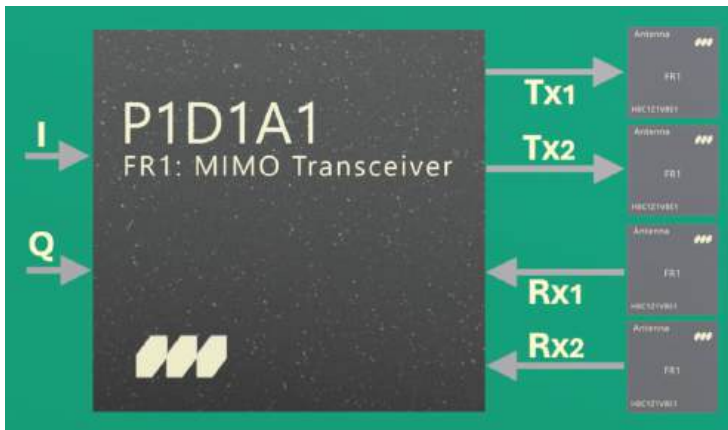 I
Q
P1D1A1
FR1: MIMO Transceiver
Tx1
Tx2
Rx1
Rx2
Antenna
FR1
Antenna
FR1
Antenna
FR1
Antenna
FR1